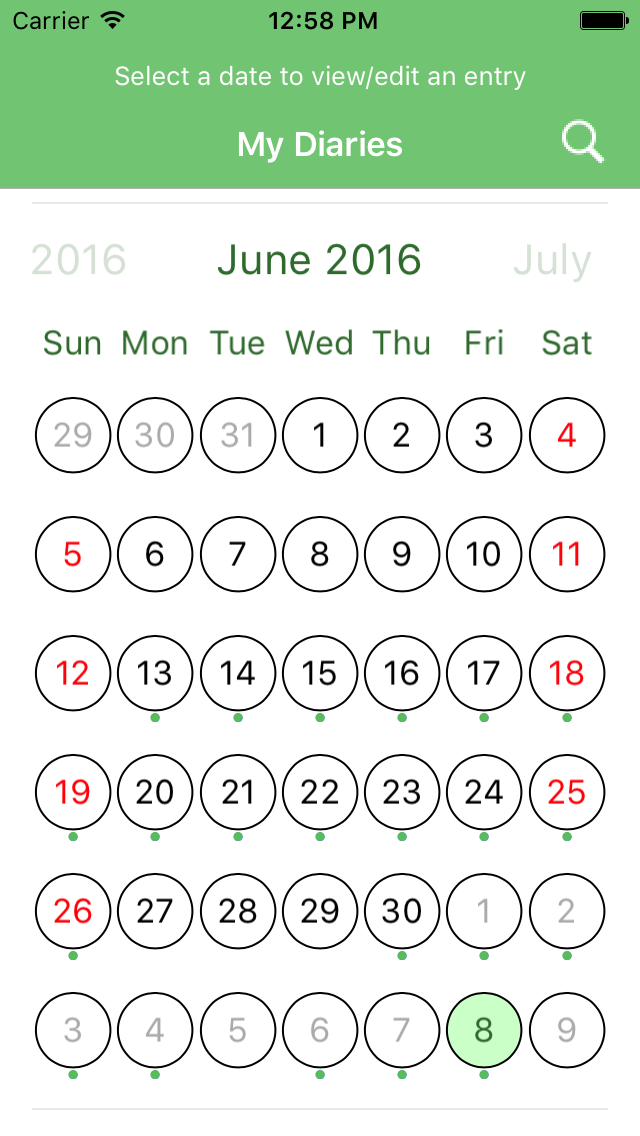 Carrier 12:58 PM
Select a date to view/edit an entry
My Diaries
2016 June 2016 July
Sun Mon Tue Wed Thu Fri Sat
29 30 31 1 2 3 4
5 6 7 8 9 10 11
12 13 14 15 16 17 18
19 20 21 22 23 24 25
26 27 28 29 30 1 2
3 4 5 6 7 8 9